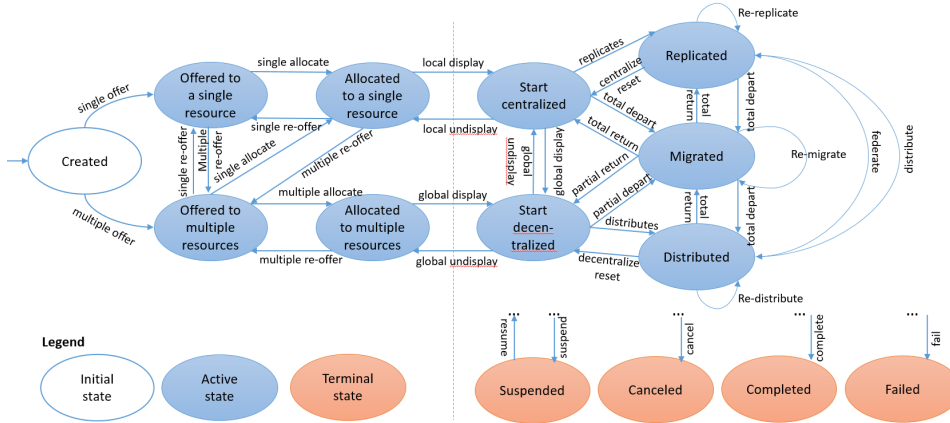 Re-replicate
Offered to
a single
resource
single allocate
Allocated
to a single
resource
local display
Start
centralized
replicates
centralize
reset
Replicated
single offer
single re-offer
local undisplay
total depart
total return
total
return
total depart
Created
single re-offer
Multiple
re-offer
single allocate
multiple re-offer
global
undisplay
global display
partial return
partial depart
Migrated
Re-migrate
federate
distribute
multiple offer
Offered to
multiple
resources
multiple allocate
Allocated
to multiple
resources
global display
Start
decen-
tralized
distributes
total
return
total depart
Distributed
multiple re-offer
global undisplay
decentralize
reset
Re-distribute
Legend
Initial
state
Active
state
Terminal
state
...
resume
...
suspend
Suspended
...
cancel
Canceled
...
complete
Completed
...
fail
Failed